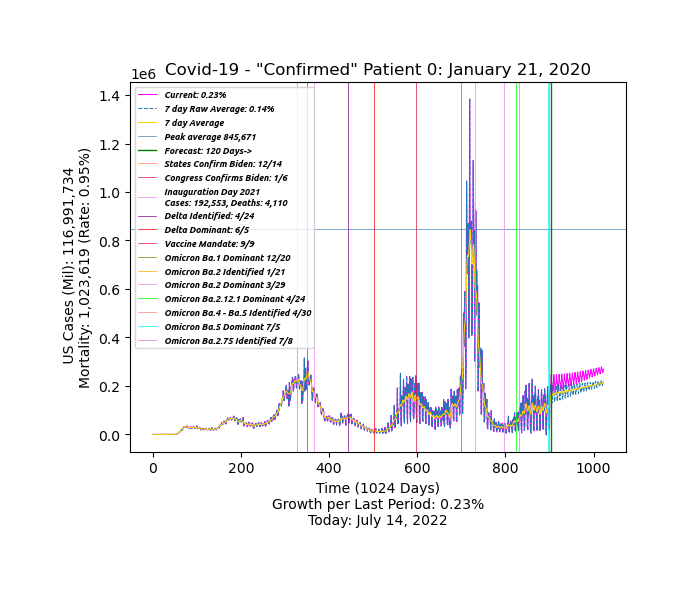 Covid-19 - "Confirmed" Patient 0: January 21, 2020
1e6
1.4
1.2
1.0
0.8
0.6
0.4
0.2
0.0
US Cases (Mil): 116,991,734
Mortality: 1,023,619 (Rate: 0.95%)
Current: 0.23%
7 day Raw Average: 0.14%
7 day Average
Peak average 845,671
Forecast: 120 Days->
States Confirm Biden: 12/14
Congress Confirms Biden: 1/6
Inauguration Day 2021
Cases: 192,553, Deaths: 4,110
Delta Identified: 4/24
Delta Dominant: 6/5
Vaccine Mandate: 9/9
Omicron Ba.1 Dominant 12/20
Omicron Ba.2 Identified 1/21
Omicron Ba.2 Dominant 3/29
Omicron Ba.2.12.1 Dominant 4/24
Omicron Ba.4 - Ba.5 Identified 4/30
Omicron Ba.5 Dominant 7/5
Omicron Ba.2.75 Identified 7/8
0 200 400 600 800 1000
Time (1024 Days)
Growth per Last Period: 0.23%
Today: July 14, 2022